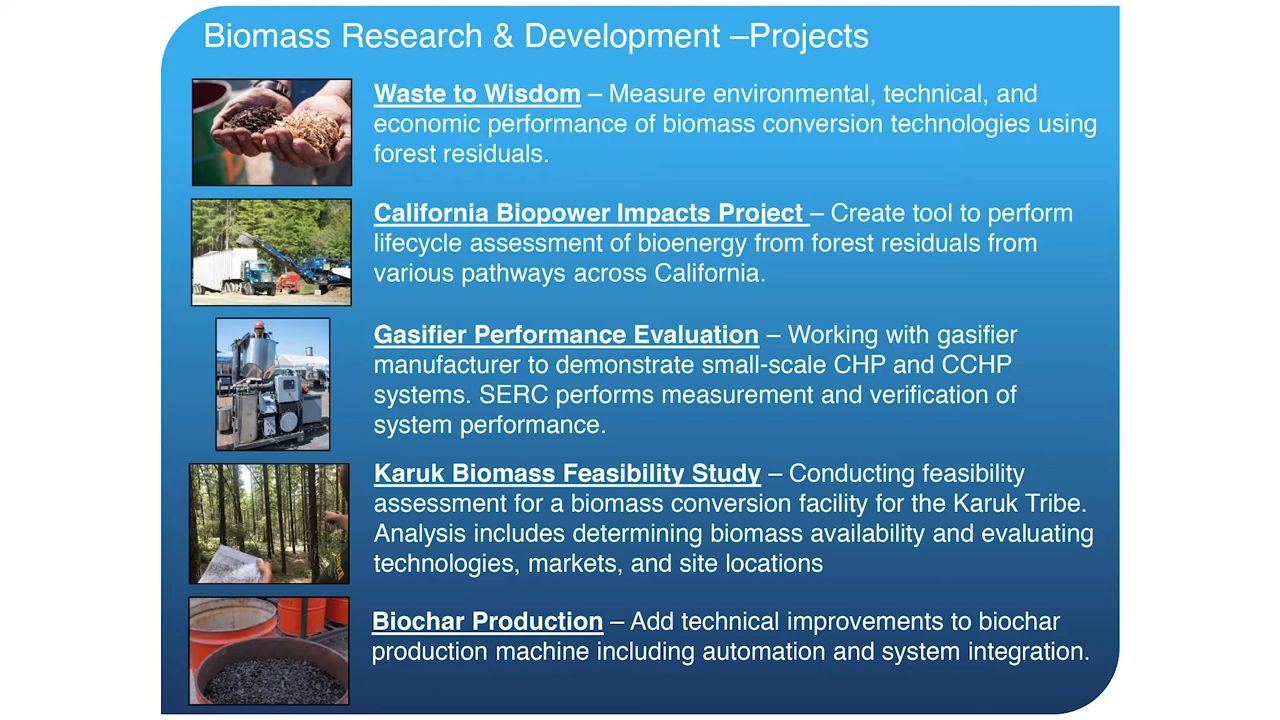 Biomass Research & Development –Projects
Waste to Wisdom – Measure environmental, technical, and
economic performance of biomass conversion technologies using
forest residuals.
California Biopower Impacts Project – Create tool to perform
lifecycle assessment of bioenergy from forest residuals from
various pathways across California.
Gasifier Performance Evaluation – Working with gasifier
manufacturer to demonstrate small-scale CHP and CCHP
systems. SERC performs measurement and verification of
system performance.
Karuk Biomass Feasibility Study – Conducting feasibility
assessment for a biomass conversion facility for the Karuk Tribe.
Analysis includes determining biomass availability and evaluating
technologies, markets, and site locations
Biochar Production – Add technical improvements to biochar
production machine including automation and system integration.